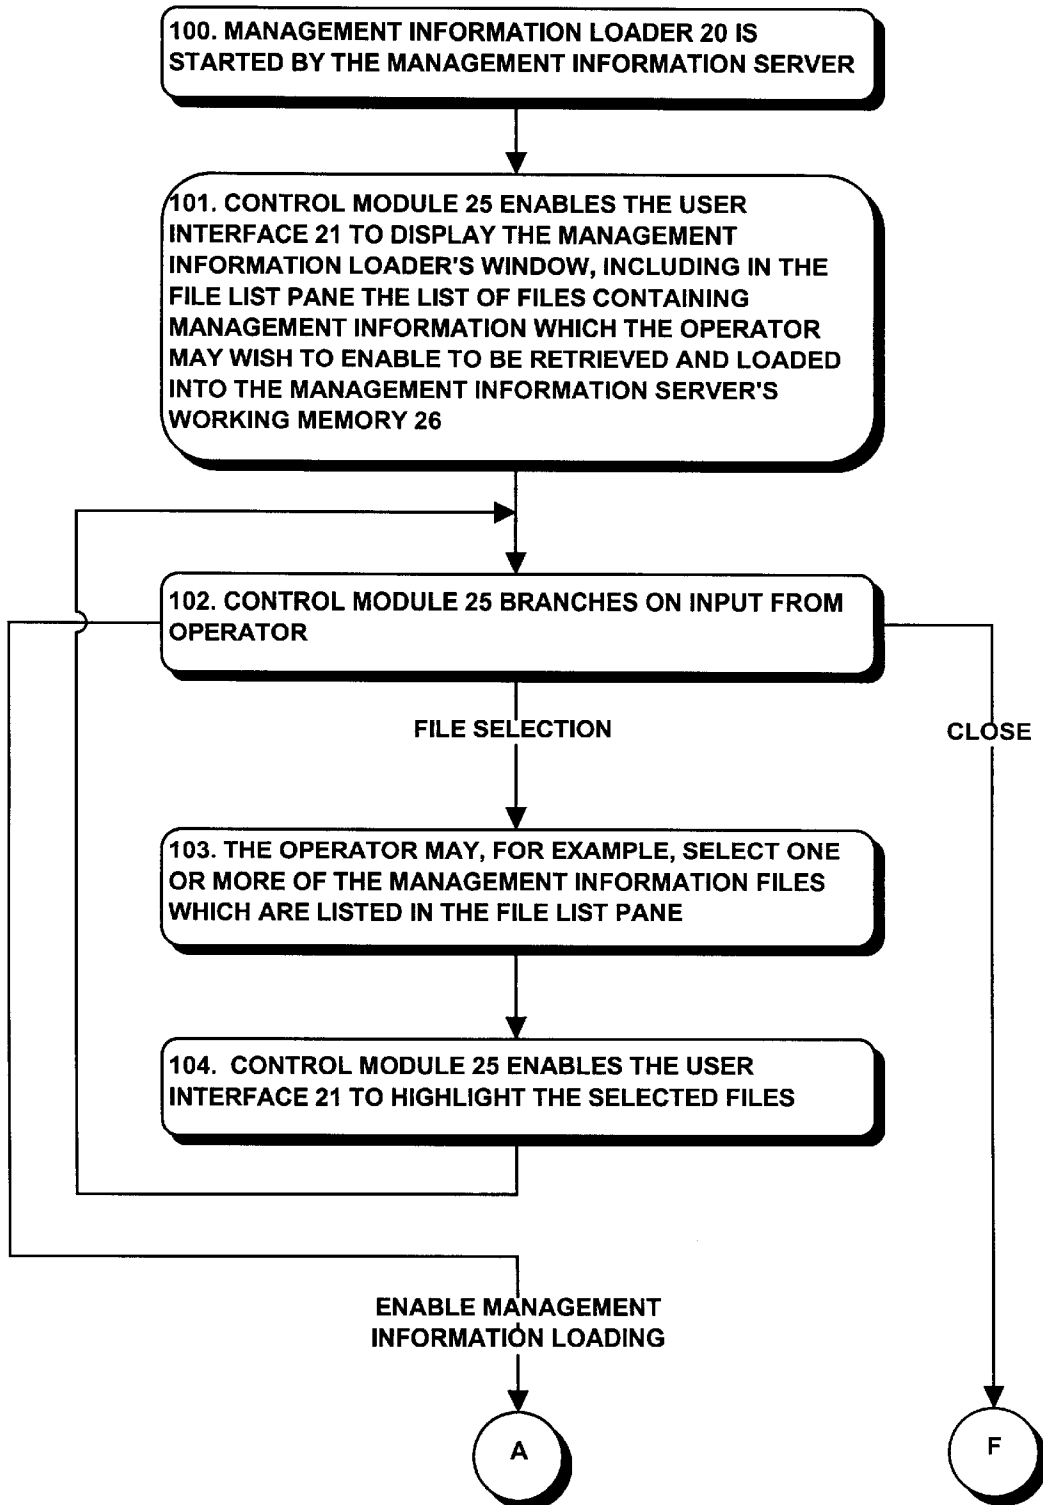 100. MANAGEMENT INFORMATION LOADER 20 IS
STARTED BY THE MANAGEMENT INFORMATION SERVER
101. CONTROL MODULE 25 ENABLES THE USER
INTERFACE 21 TO DISPLAY THE MANAGEMENT
INFORMATION LOADER'S WINDOW, INCLUDING IN THE
FILE LIST PANE THE LIST OF FILES CONTAINING
MANAGEMENT INFORMATION WHICH THE OPERATOR
MAY WISH TO ENABLE TO BE RETRIEVED AND LOADED
INTO THE MANAGEMENT INFORMATION SERVER'S
WORKING MEMORY 26
102. CONTROL MODULE 25 BRANCHES ON INPUT FROM
OPERATOR
FILE SELECTION
CLOSE
103. THE OPERATOR MAY, FOR EXAMPLE, SELECT ONE
OR MORE OF THE MANAGEMENT INFORMATION FILES
WHICH ARE LISTED IN THE FILE LIST PANE
104. CONTROL MODULE 25 ENABLES THE USER
INTERFACE 21 TO HIGHLIGHT THE SELECTED FILES
ENABLE MANAGEMENT
INFORMATION LOADING
A
F